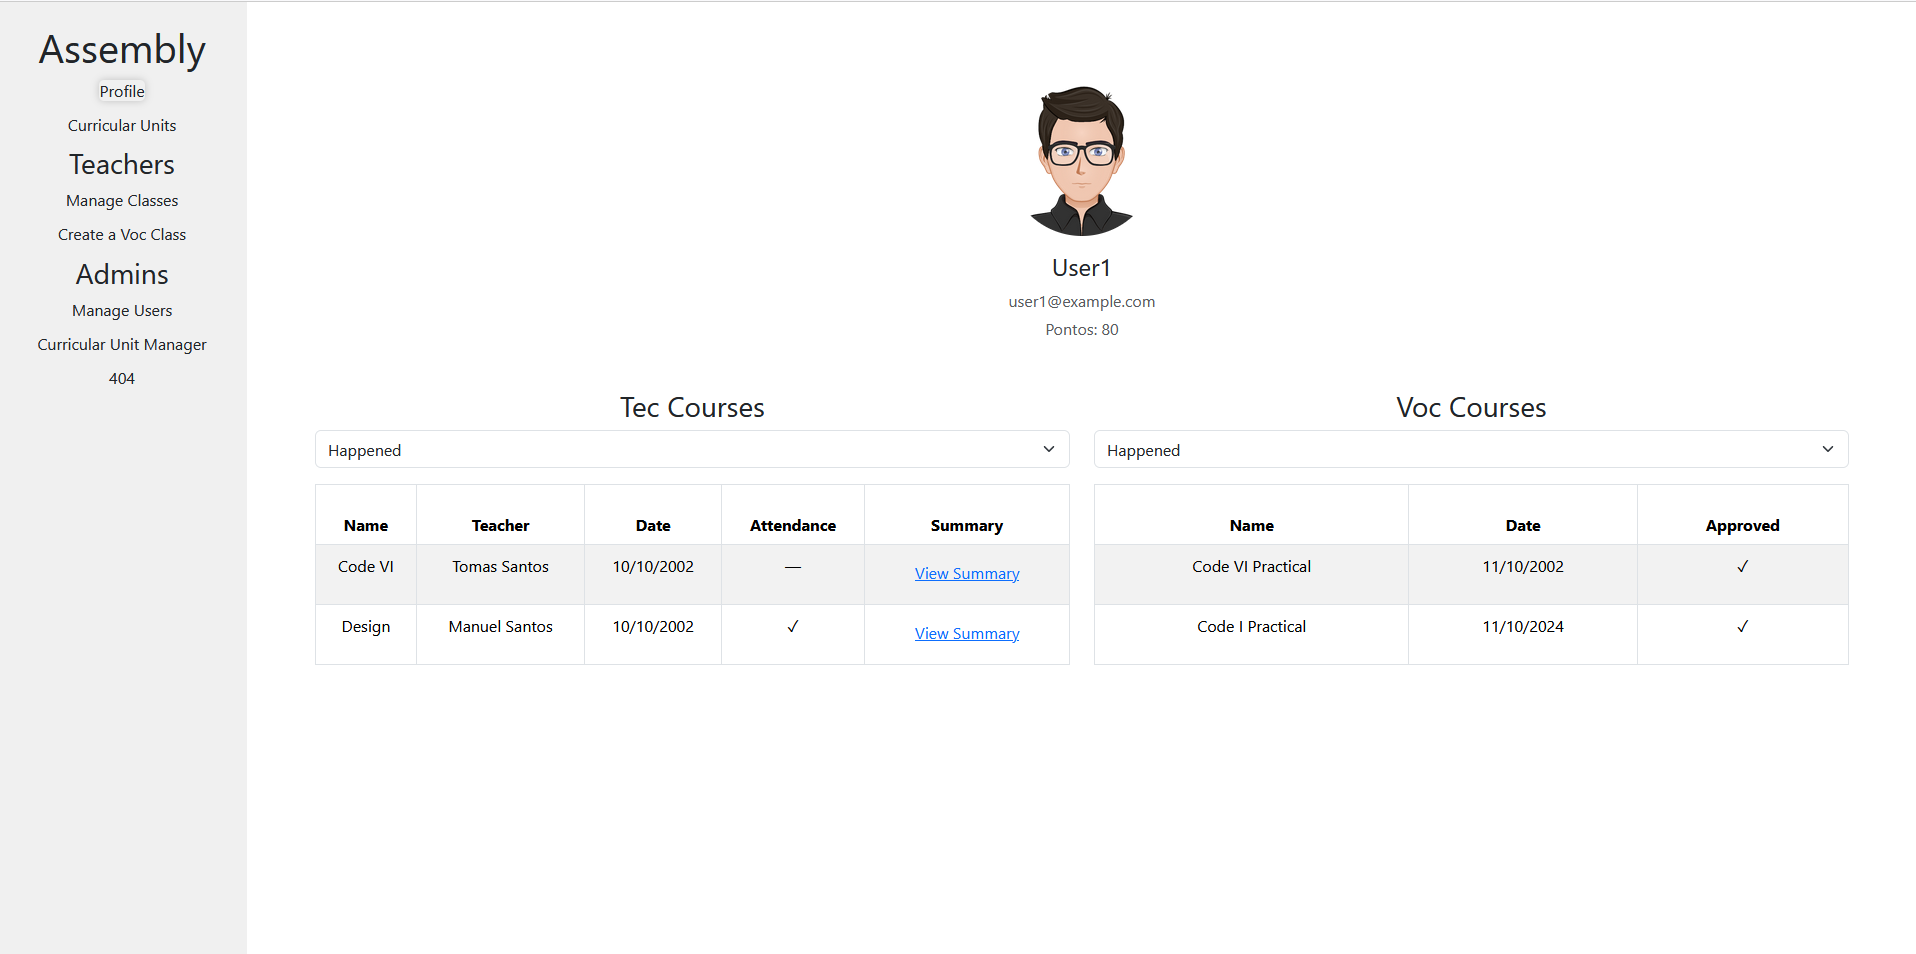 Assembly
Profile
Curricular Units
Teachers
Manage Classes
Create a Voc Class
Admins
Manage Users
Curricular Unit Manager
404
User1
user1@example.com
Pontos: 80
Tec Courses
Happened
Name Teacher Date Attendance Summary
Code VI Tomas Santos 10/10/2002 — View Summary
Design Manuel Santos 10/10/2002 ✓ View Summary
Voc Courses
Happened
Name Date Approved
Code VI Practical 11/10/2002 ✓
Code I Practical 11/10/2024 ✓